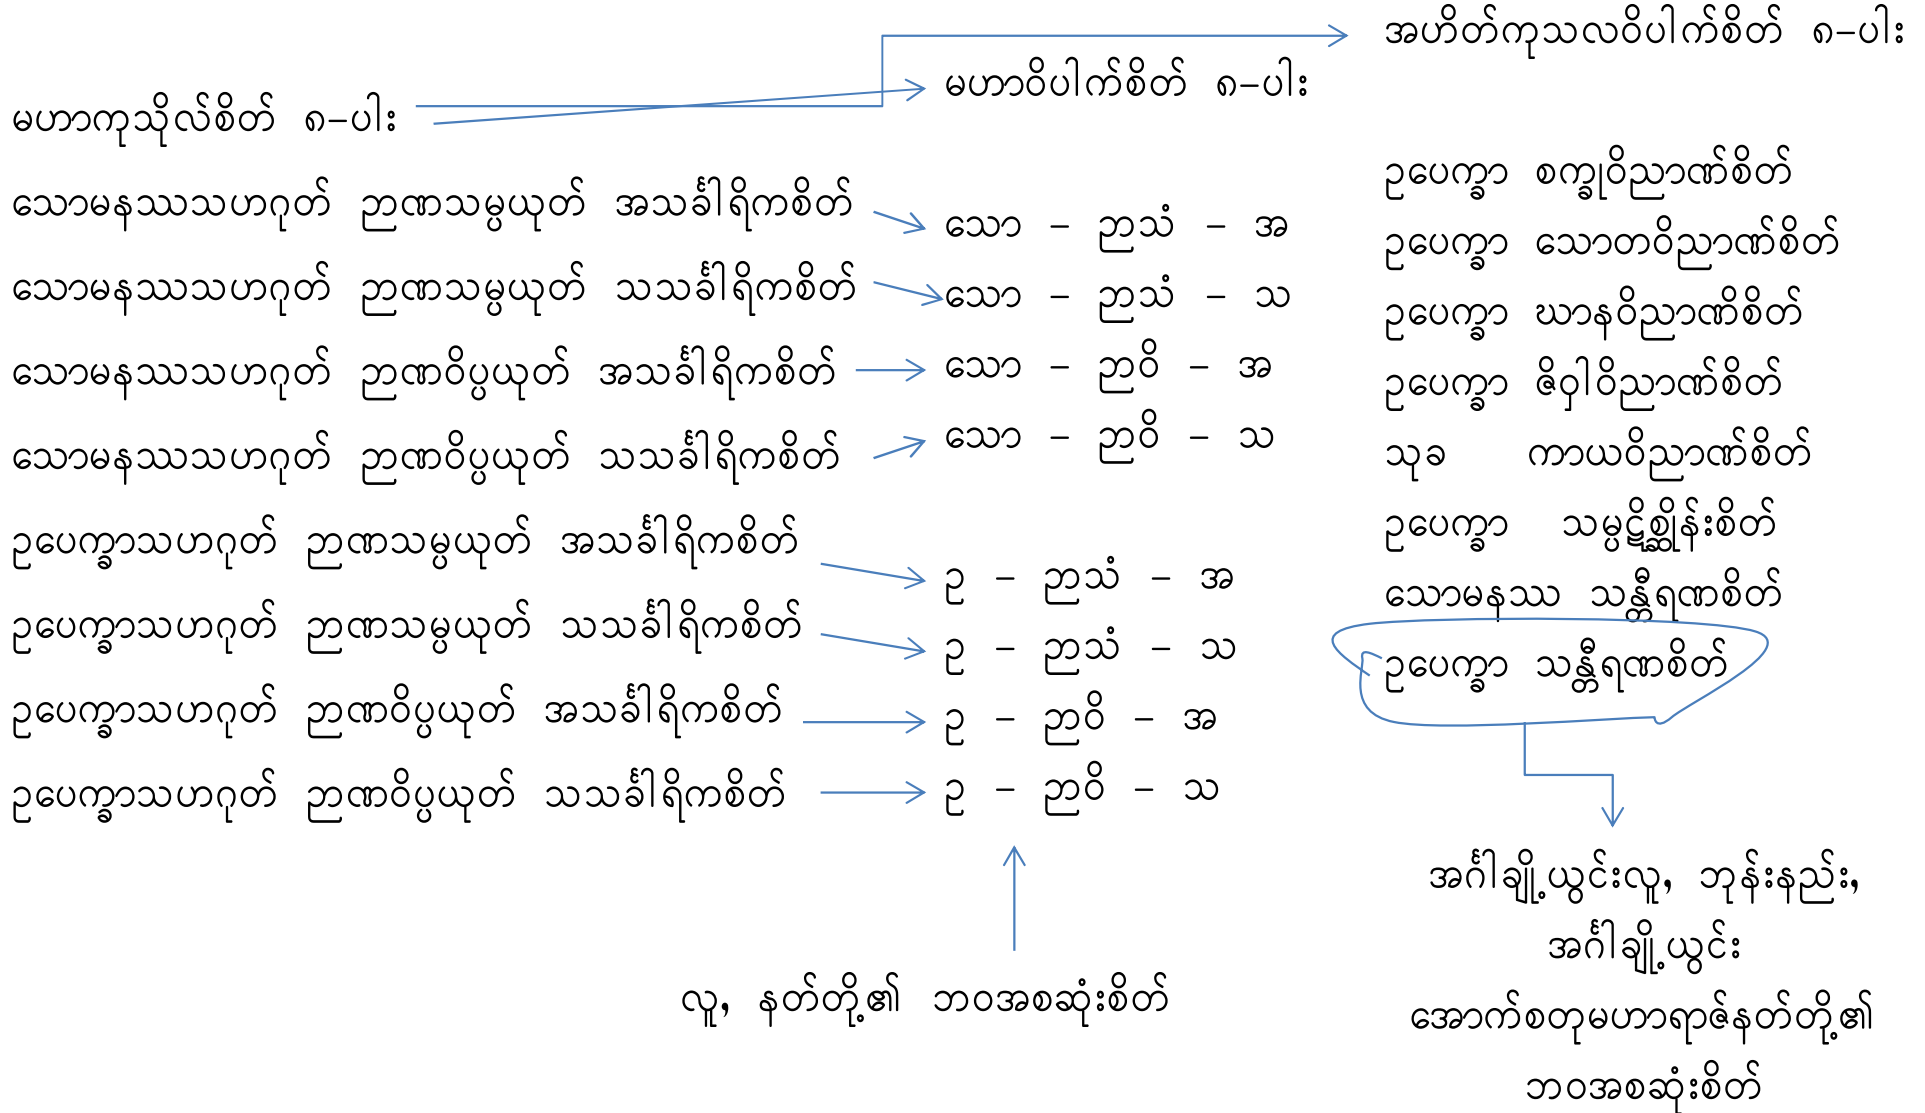 မဟာကုသိုလ်စိတ် ၈-ပါး
သောမနဿသဟဂုတ် ဉာဏသမ္ပယုတ် အသင်္ခါရိကစိတ်
သောမနဿသဟဂုတ် ဉာဏသမ္ပယုတ် သသင်္ခါရိကစိတ်
သောမနဿသဟဂုတ် ဉာဏဝိပ္ပယုတ် အသင်္ခါရိကစိတ်
သောမနဿသဟဂုတ် ဉာဏဝိပ္ပယုတ် သသင်္ခါရိကစိတ်
ဥပေက္ခာသဟဂုတ် ဉာဏသမ္ပယုတ် အသင်္ခါရိကစိတ်
ဥပေက္ခာသဟဂုတ် ဉာဏသမ္ပယုတ် သသင်္ခါရိကစိတ်
ဥပေက္ခာသဟဂုတ် ဉာဏဝိပ္ပယုတ် အသင်္ခါရိကစိတ်
ဥပေက္ခာသဟဂုတ် ဉာဏဝိပ္ပယုတ် သသင်္ခါရိကစိတ်
မဟာဝိပါက်စိတ် ၈-ပါး
သော - ဉာသံ - အ
သော - ဉာသံ - သ
သော - ဉာဝိ - အ
သော - ဉာဝိ - သ
ဥ - ဉာသံ - အ
ဥ - ဉာသံ - သ
ဥ - ဉာဝိ - အ
ဥ - ဉာဝိ - သ
လူ, နတ်တို့၏ ဘဝအစဆုံးစိတ်
အဟိတ်ကုသလဝိပါက်စိတ် ၈-ပါး
ဥပေက္ခာ စက္ခုဝိညာဏ်စိတ်
ဥပေက္ခာ သောတဝိညာဏ်စိတ်
ဥပေက္ခာ ဃာနဝိညာဏိစိတ်
ဥပေက္ခာ ဇိဝှါဝိညာဏ်စိတ်
သုခ ကာယဝိညာဏ်စိတ်
ဥပေက္ခာ သမ္ပဋိစ္ဆိုန်းစိတ်
သောမနဿ သန္တီရဏစိတ်
ဥပေက္ခာ သန္တီရဏစိတ်
အင်္ဂါချို့ယွင်းလူ, ဘုန်းနည်း,
အင်္ဂါချို့ယွင်း
အောက်စတုမဟာရာဇ်နတ်တို့၏
ဘဝအစဆုံးစိတ်